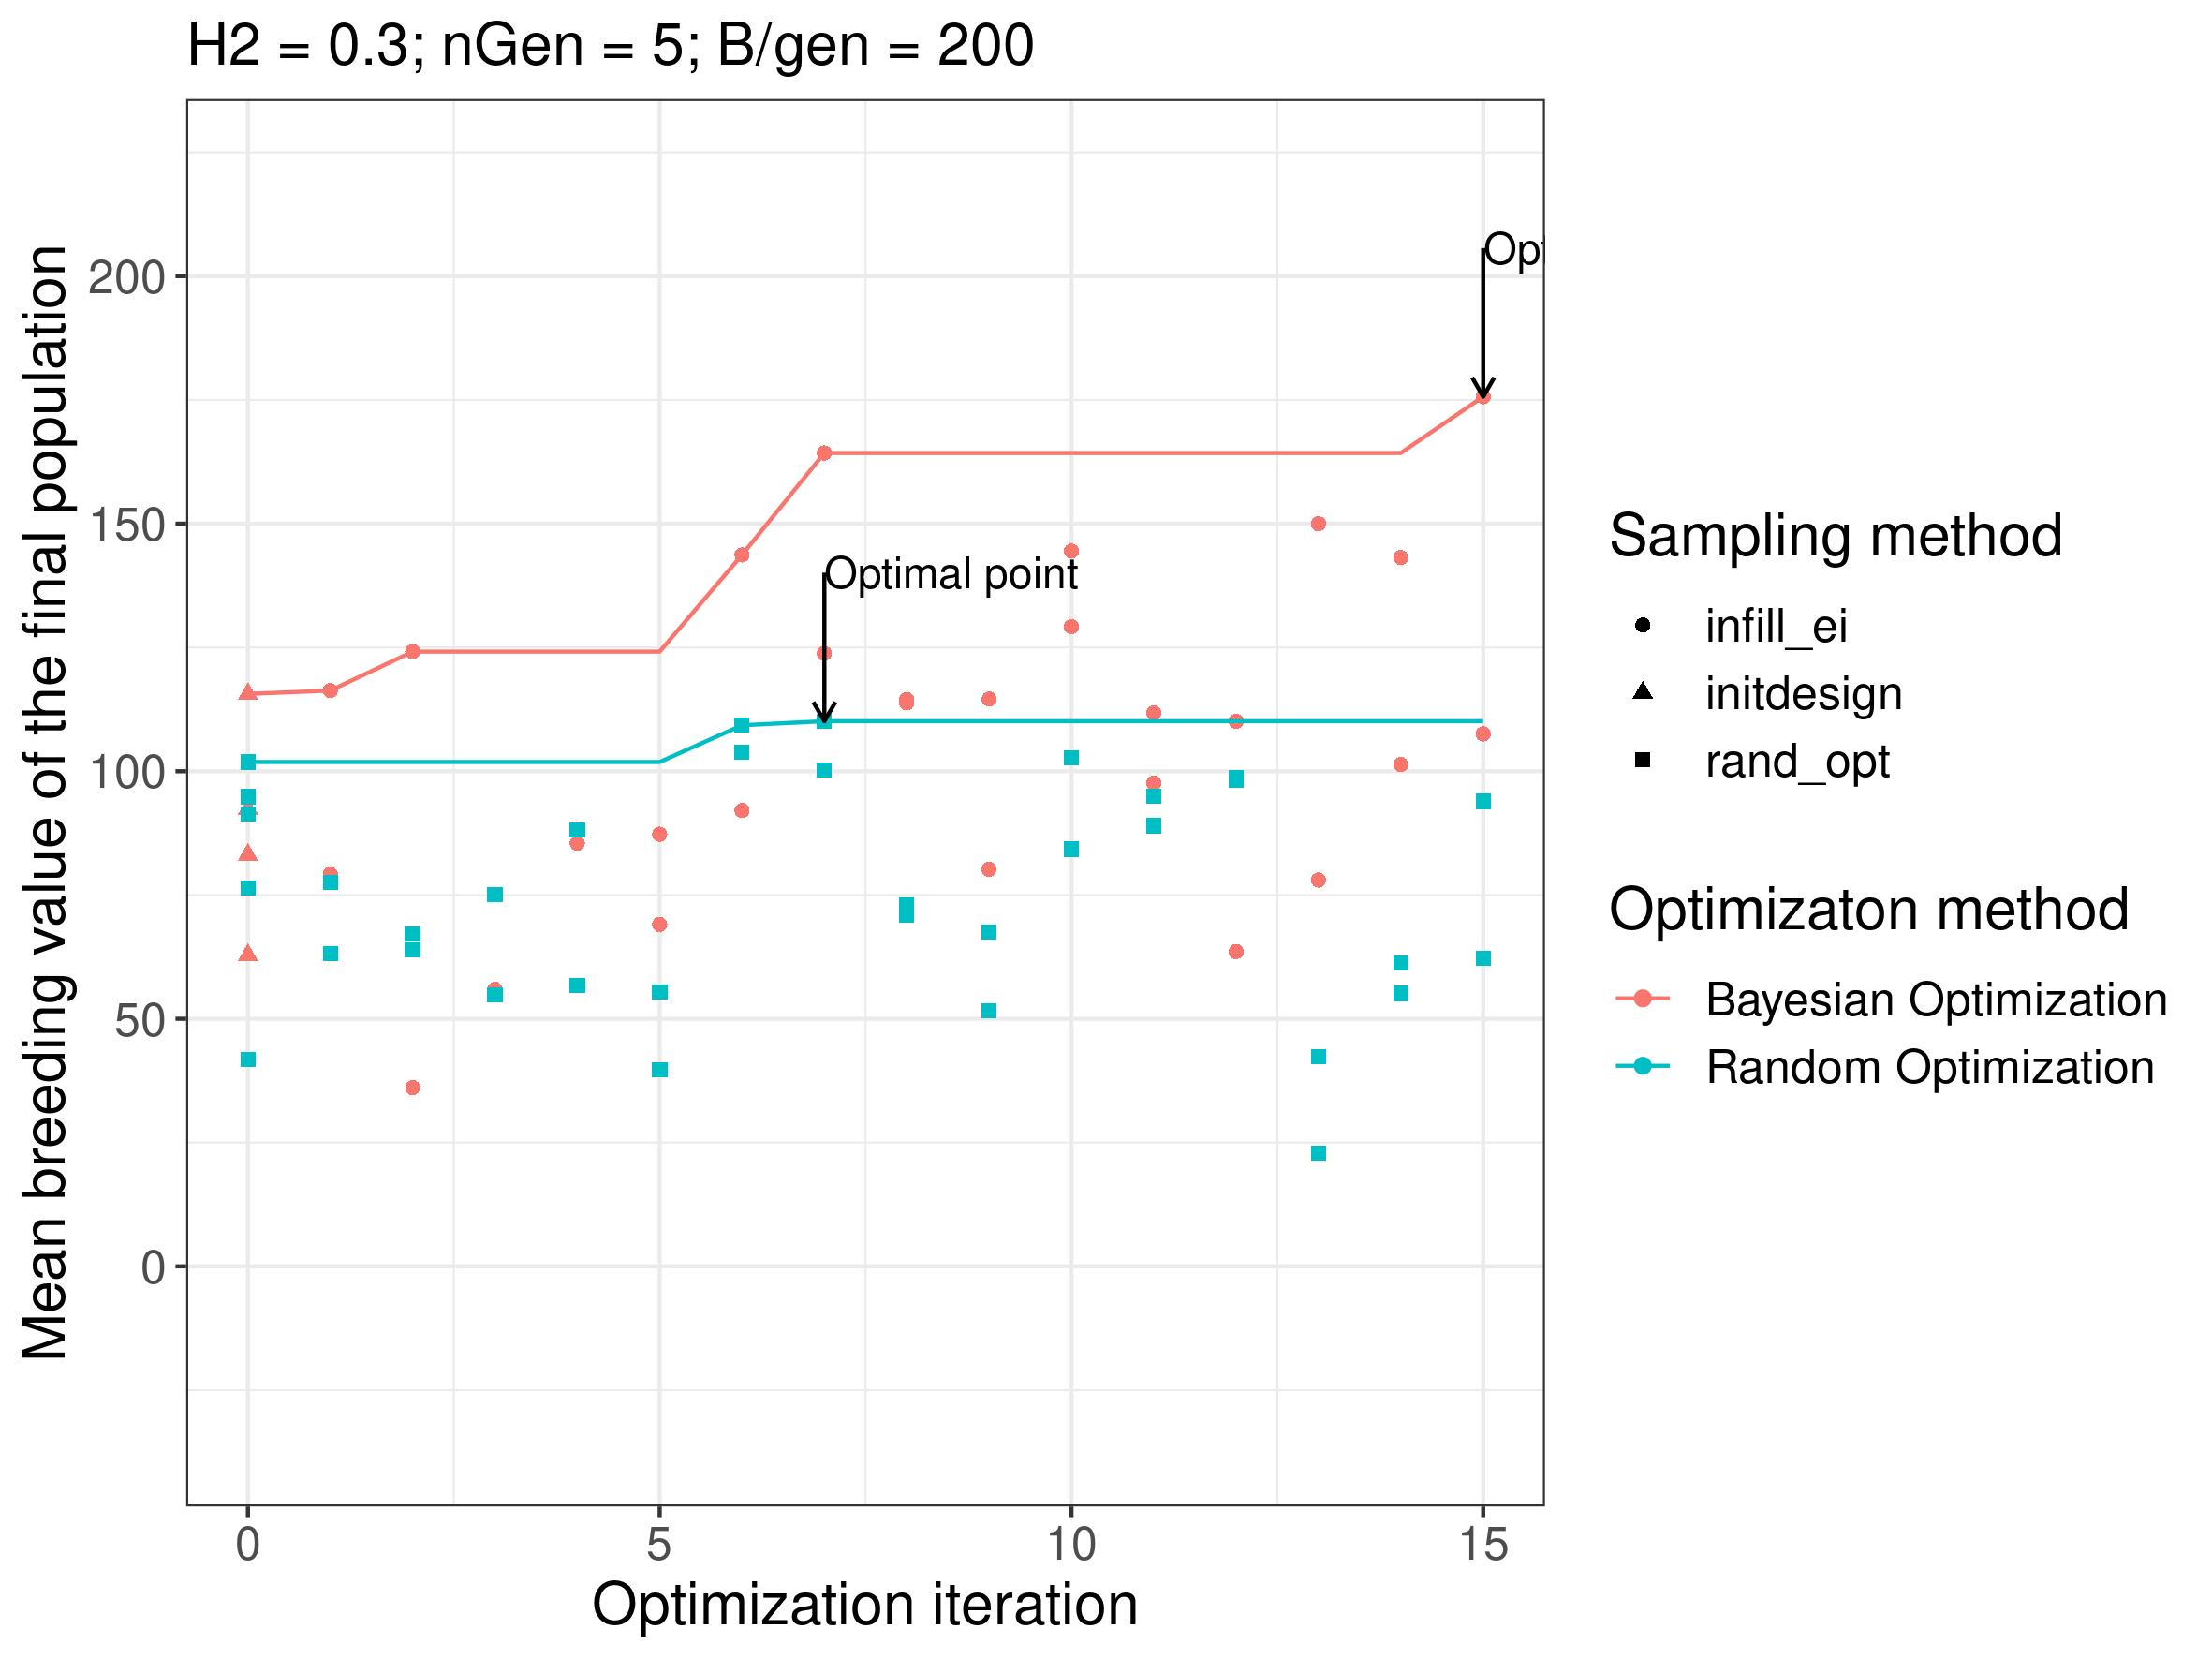 H2 = 0.3; nGen = 5; B/gen = 200
Mean breeding value of the final population
200
150
100
50
0
Opt
Optimal point
0
5
10
15
Optimization iteration
Sampling method
infill_ei
initdesign
rand_opt
Optimizaton method
Bayesian Optimization
Random Optimization